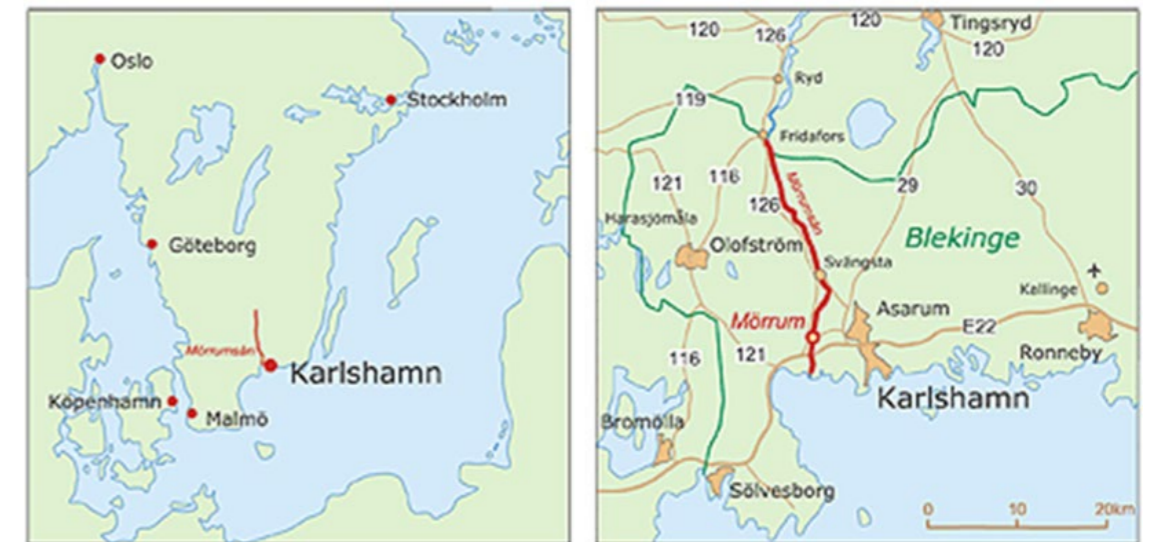 Oslo
Stockholm
Göteborg
Mörrumsån
Karlshamn
Köpenhamn
Malmö
120
126
120
Tingsryd
120
Ryd
119
Fridafors
121
116
126
Mörrumsån
29
30
Harasjömåla
Olofström
Blekinge
Svängsta
Kallinge
Mörrum
Asarum
E22
116
121
Ronneby
Karlshamn
Bromölla
Sölvesborg
0 10 20km